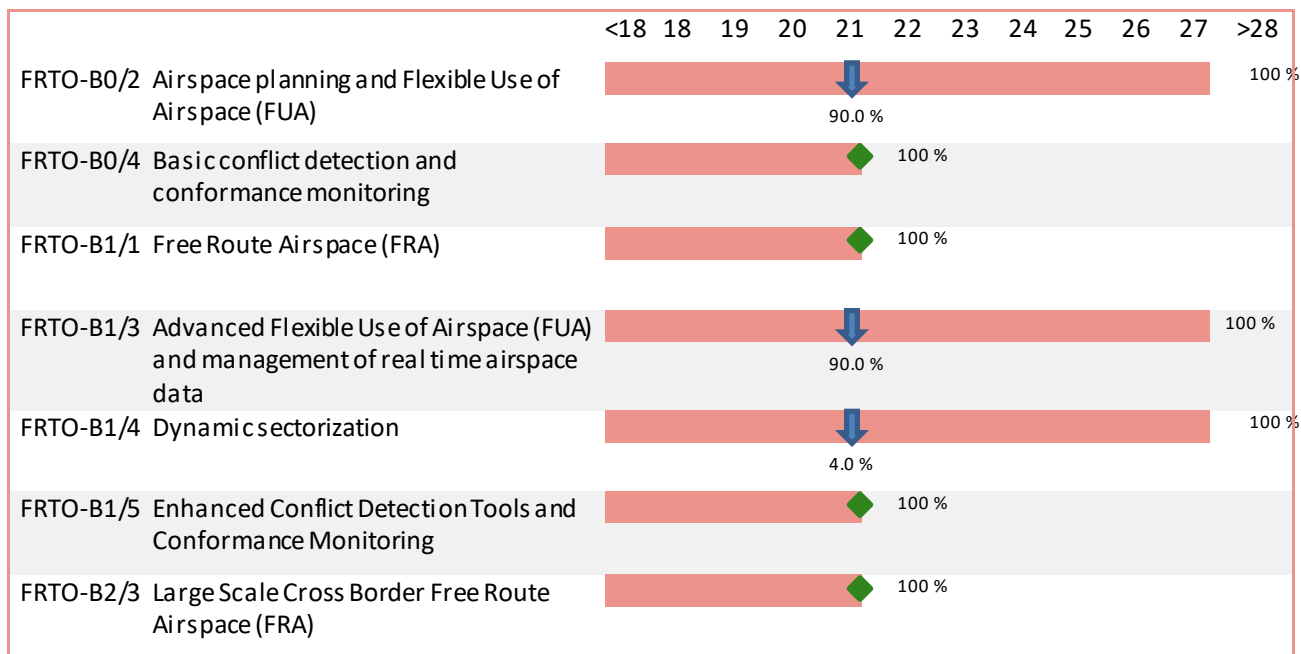 <18 18 19 20 21 22 23 24 25 26 27 >28
FRTO-B0/2 Airspace planning and Flexible Use of 100 %
Airspace (FUA)
90.0 %
FRTO-B0/4 Basic conflict detection and 100 %
conformance monitoring
FRTO-B1/1 Free Route Airspace (FRA) 100 %
FRTO-B1/3 Advanced Flexible Use of Airspace (FUA) 100 %
and management of real time airspace
90.0 %
data
FRTO-B1/4 Dynamic sectorization 100 %
4.0 %
FRTO-B1/5 Enhanced Conflict Detection Tools and 100 %
Conformance Monitoring
FRTO-B2/3 Large Scale Cross Border Free Route 100 %
Airspace (FRA)